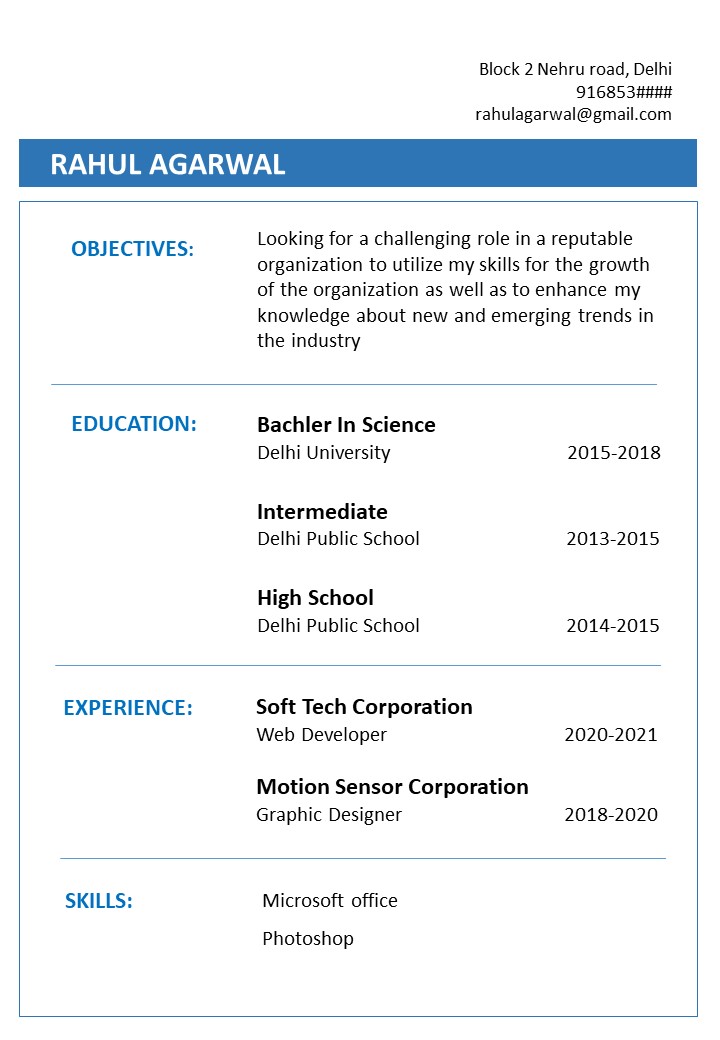 Block 2 Nehru road, Delhi
916853####
rahulagarwal@gmail.com
RAHUL AGARWAL
OBJECTIVES:
Looking for a challenging role in a reputable
organization to utilize my skills for the growth
of the organization as well as to enhance my
knowledge about new and emerging trends in
the industry
EDUCATION:
Bachler In Science
Delhi University 2015-2018
Intermediate
Delhi Public School 2013-2015
High School
Delhi Public School 2014-2015
EXPERIENCE:
Soft Tech Corporation
Web Developer 2020-2021
Motion Sensor Corporation
Graphic Designer 2018-2020
SKILLS:
Microsoft office
Photoshop